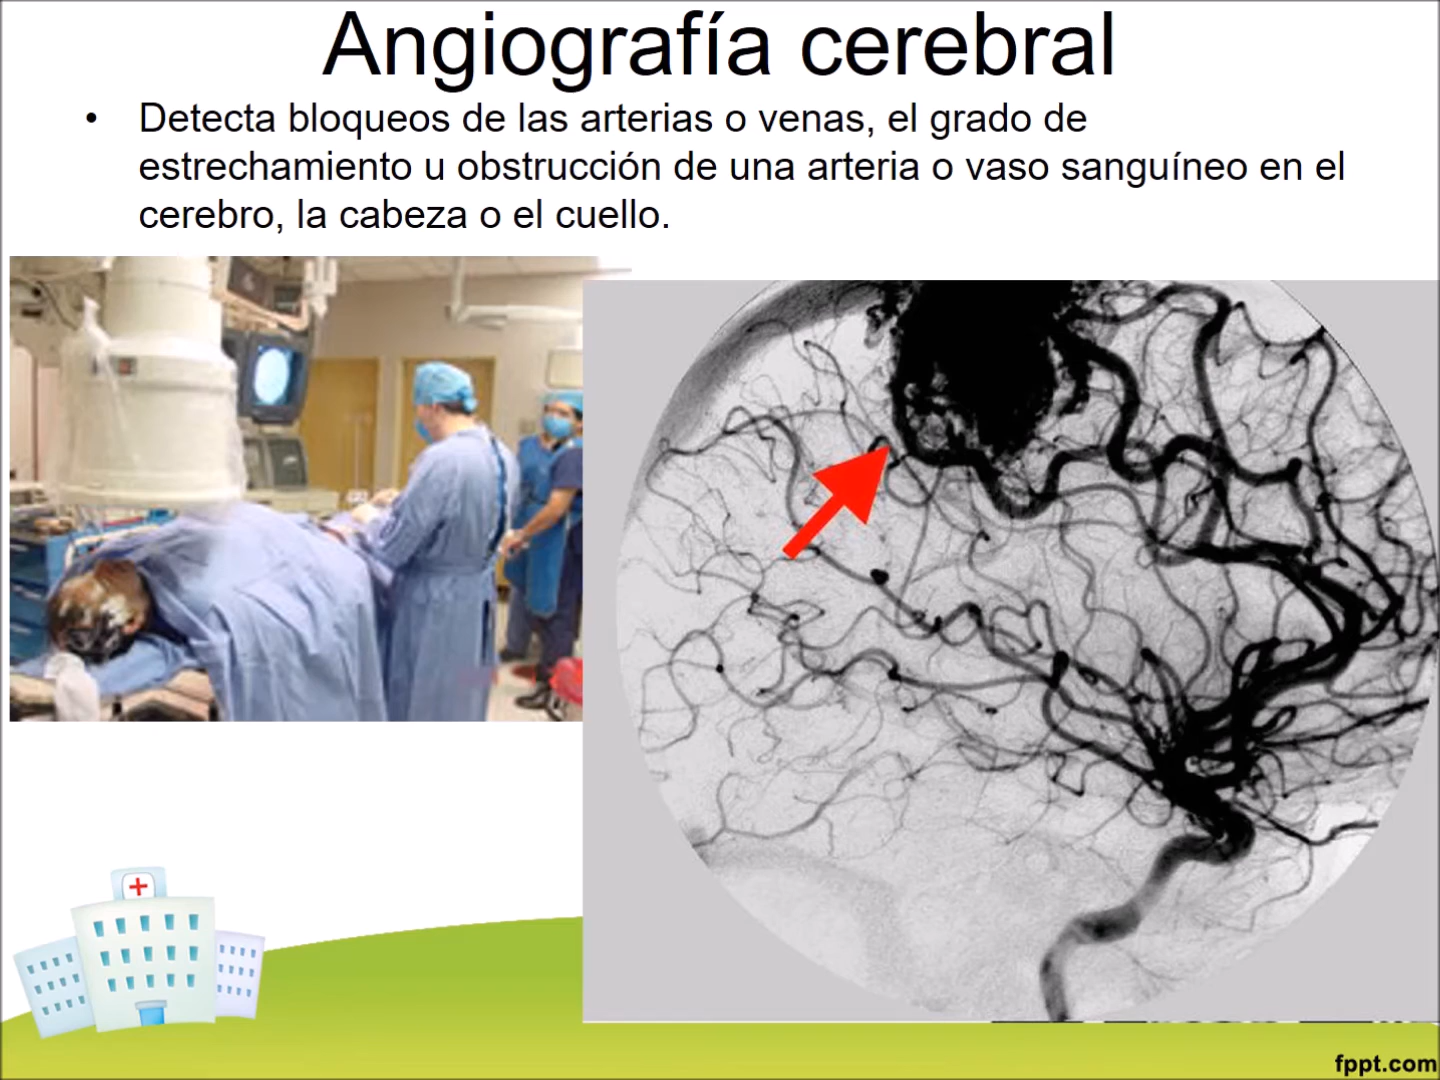 Angiografía cerebral
• Detecta bloqueos de las arterias o venas, el grado de
estrechamiento u obstrucción de una arteria o vaso sanguíneo en el
cerebro, la cabeza o el cuello.
fppt.com